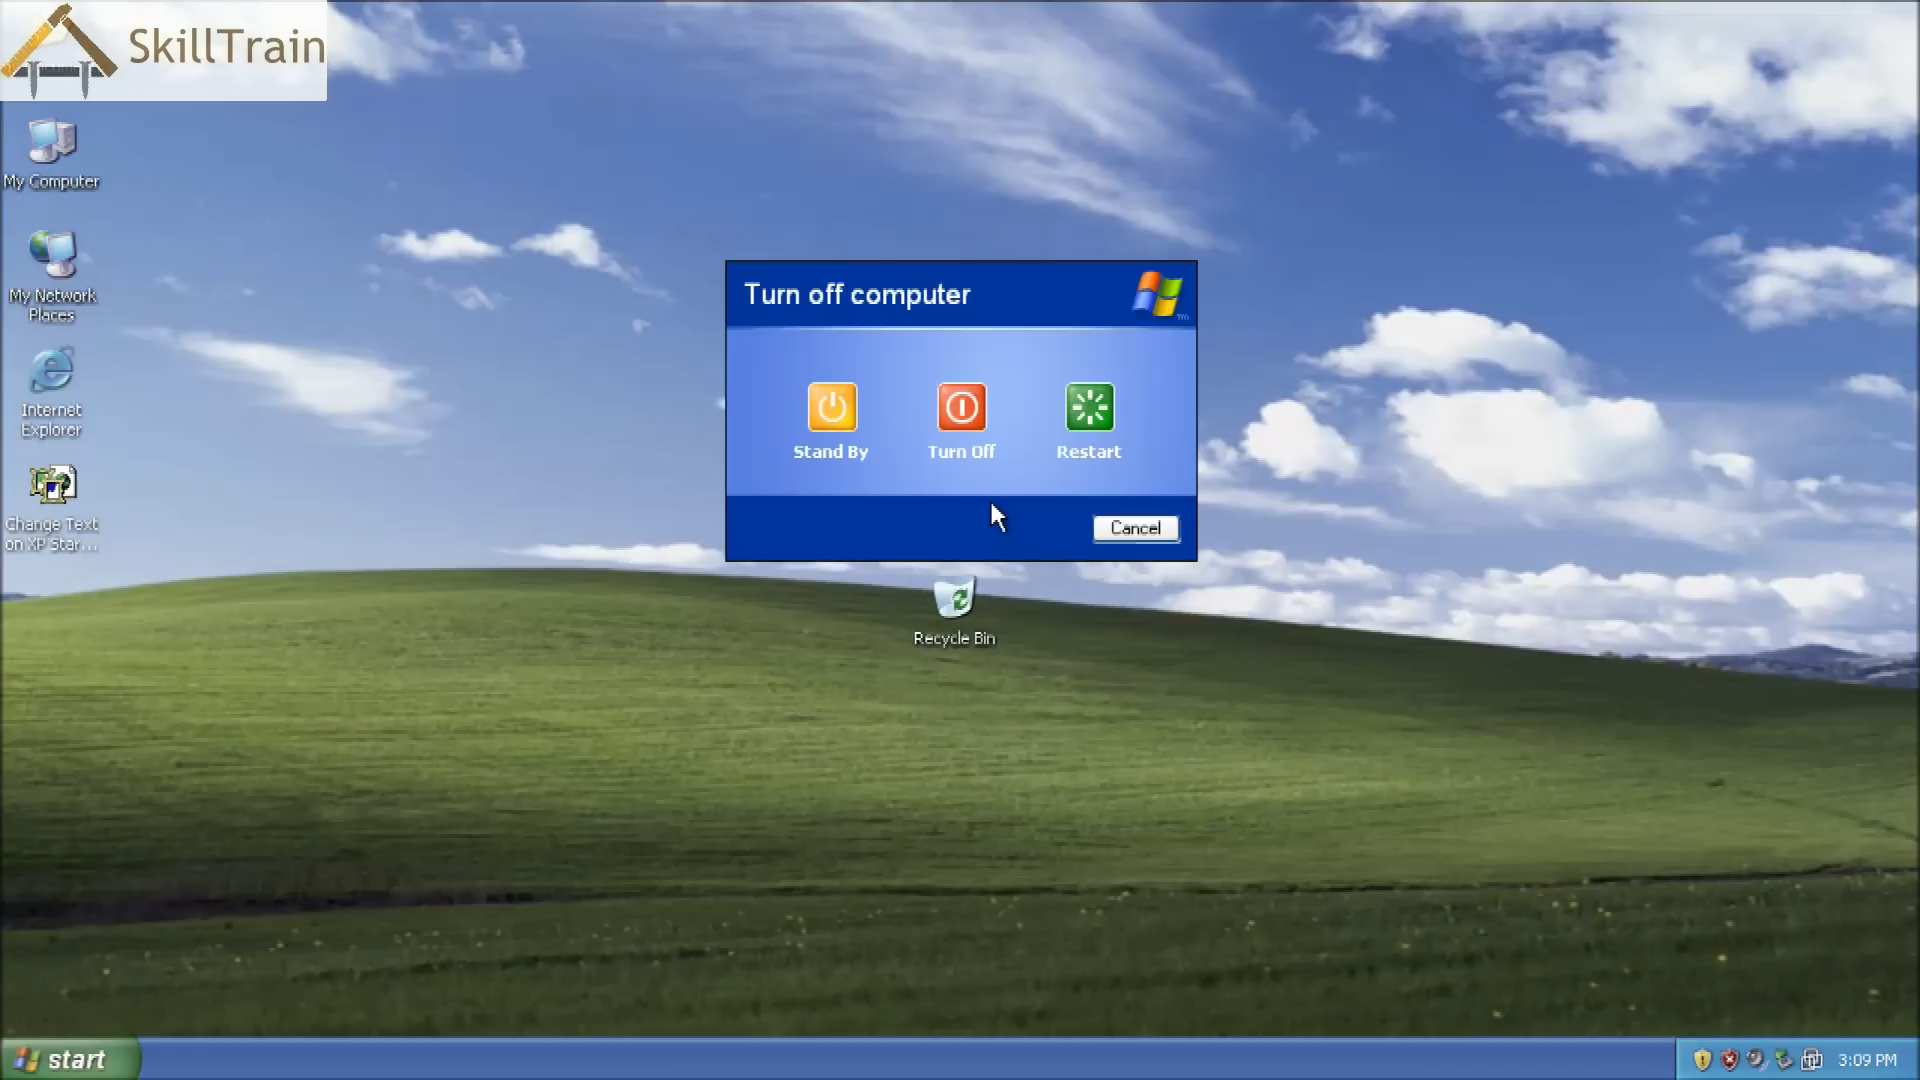 SkillTrain
My Computer
My Network
Places
Internet
Explorer
Change Text
on XP Star...
Turn off computer
TM
Stand By
Turn Off
Restart
Cancel
Recycle Bin
start
3:09 PM